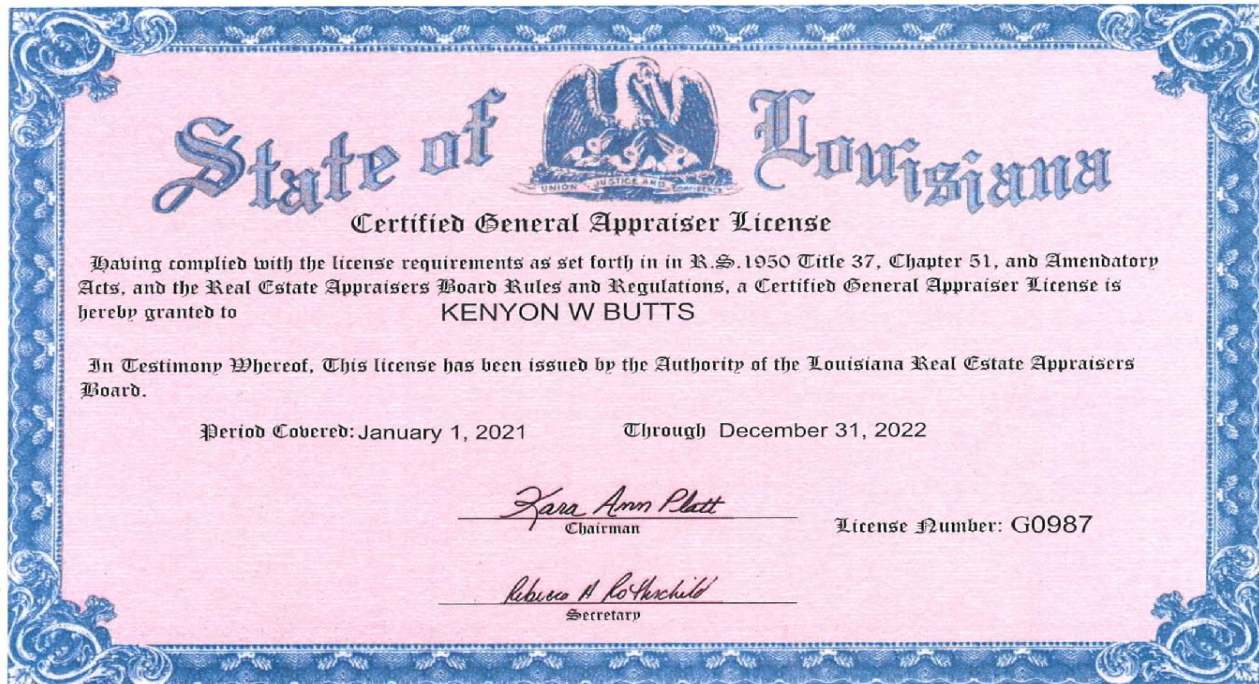 State of Louisiana
UNION JUSTICE AND CONFIDENCE
Certified General Appraiser License
Having complied with the license requirements as set forth in in R.S.1950 Title 37, Chapter 51, and Amendatory
Acts, and the Real Estate Appraisers Board Rules and Regulations, a Certified General Appraiser License is
hereby granted to KENYON W BUTTS
In Testimony Whereof, This license has been issued by the Authority of the Louisiana Real Estate Appraisers
Board.
Period Covered: January 1, 2021 Through December 31, 2022
Kara Ann Platt
Chairman
License Number: G0987
Rebecca A Rothschild
Secretary